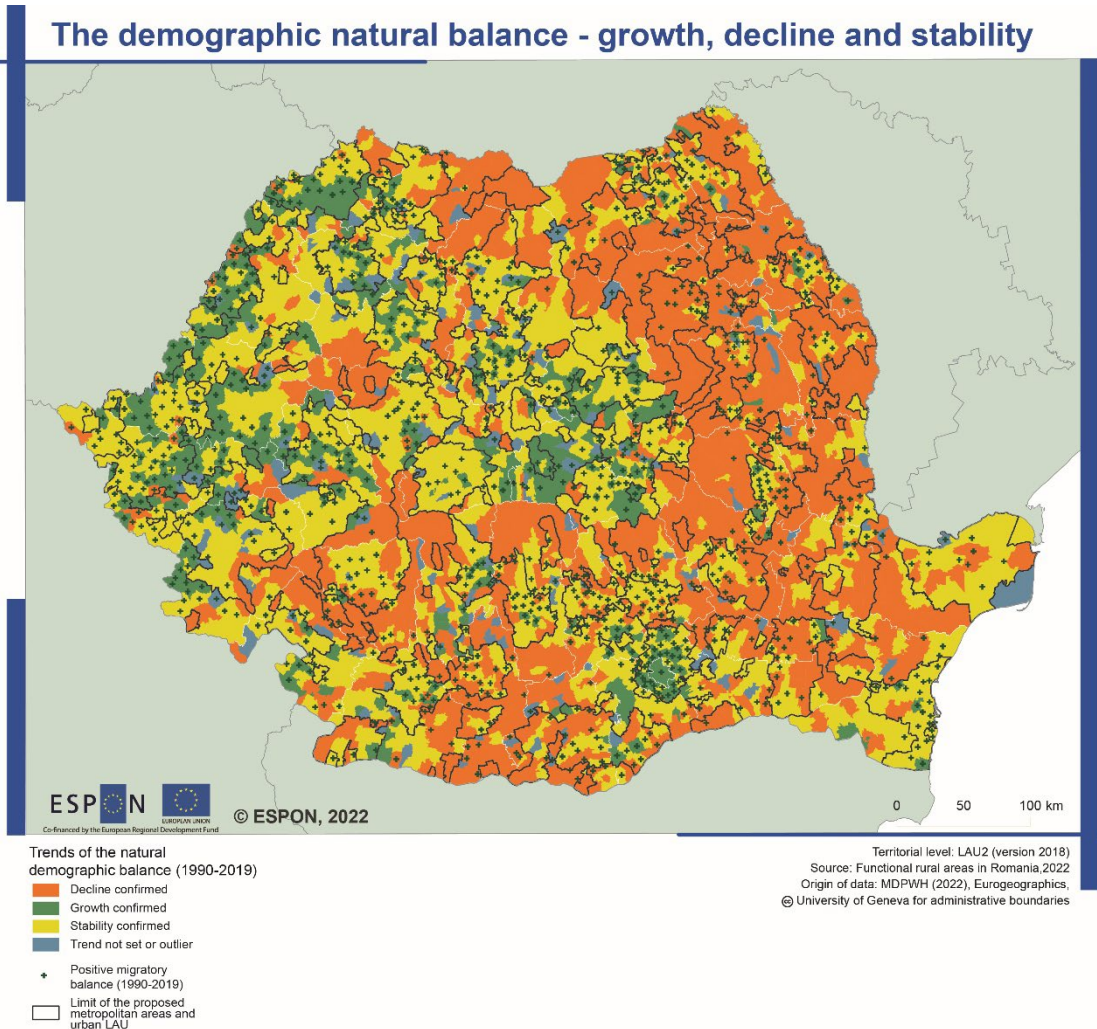 The demographic natural balance - growth, decline and stability
ESPON
EUROPEAN UNION
Co-financed by the European Regional Development Fund
© ESPON, 2022
0 50 100 km
Trends of the natural
demographic balance (1990-2019)
Decline confirmed
Growth confirmed
Stability confirmed
Trend not set or outlier
Positive migratory
balance (1990-2019)
Limit of the proposed
metropolitan areas and
urban LAU
Territorial level: LAU2 (version 2018)
Source: Functional rural areas in Romania,2022
Origin of data: MDPWH (2022), Eurogeographics,
㏄ University of Geneva for administrative boundaries